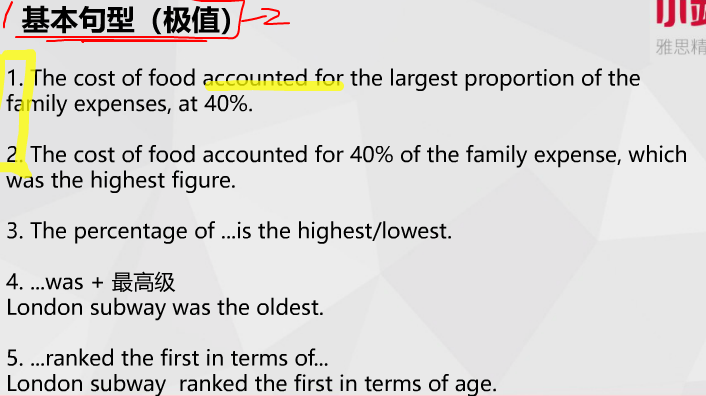 基本句型（极值） 2
雅思精
1. The cost of food accounted for the largest proportion of the
family expenses, at 40%.
2. The cost of food accounted for 40% of the family expense, which
was the highest figure.
3. The percentage of ...is the highest/lowest.
4. ...was + 最高级
London subway was the oldest.
5. ...ranked the first in terms of...
London subway ranked the first in terms of age.